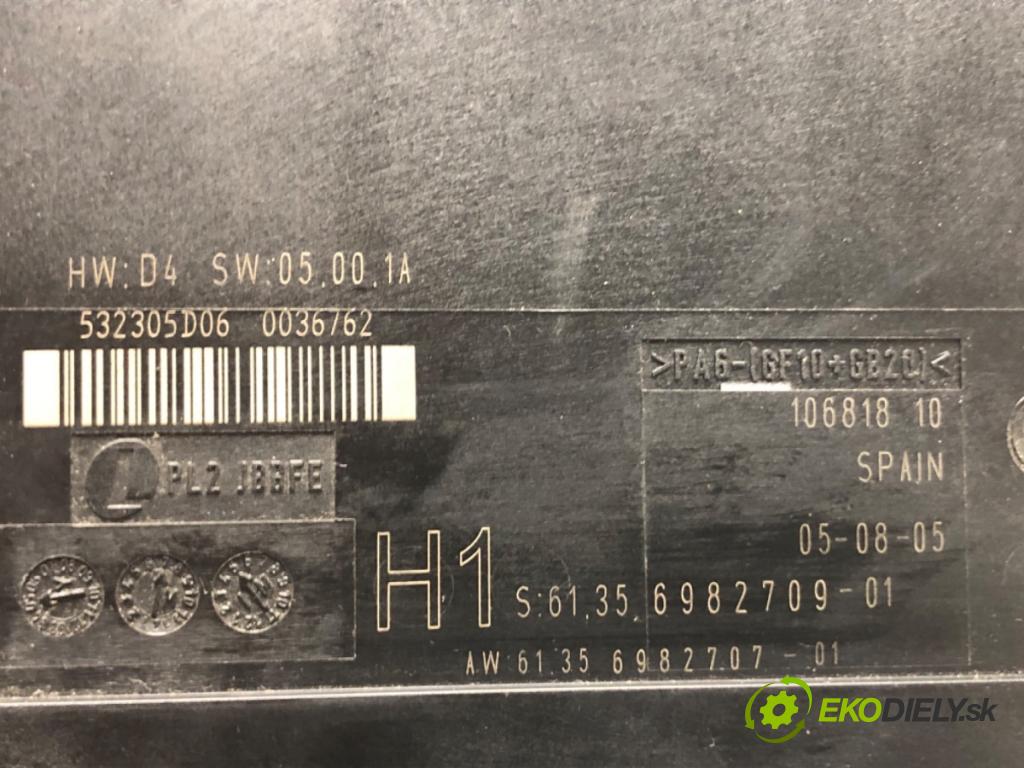 HW:D4 SW:05.00.1A
532305D06 0036762
>PA6-(GF10+GB20)<
106818 10
PL2 JBBFE
SPAIN
05-08-05
H1 S:61.35 6982709-01
AW 61.35 6982707-01
EKODIELY.sk